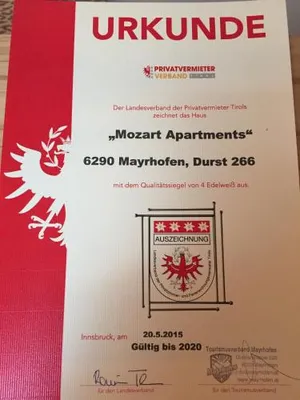 URKUNDE
PRIVATVERMIETER
VERBAND TIROL
Der Landesverband der Privatvermieter Tirols
zeichnet das Haus
„Mozart Apartments“
6290 Mayrhofen, Durst 266
mit dem Qualitätssiegel von 4 Edelweiß aus.
AUSZEICHNUNG
Innsbruck, am 20.5.2015
Gültig bis 2020
Tourismusverband Mayrhofen
für den Landesverband
für den Tourismusverband